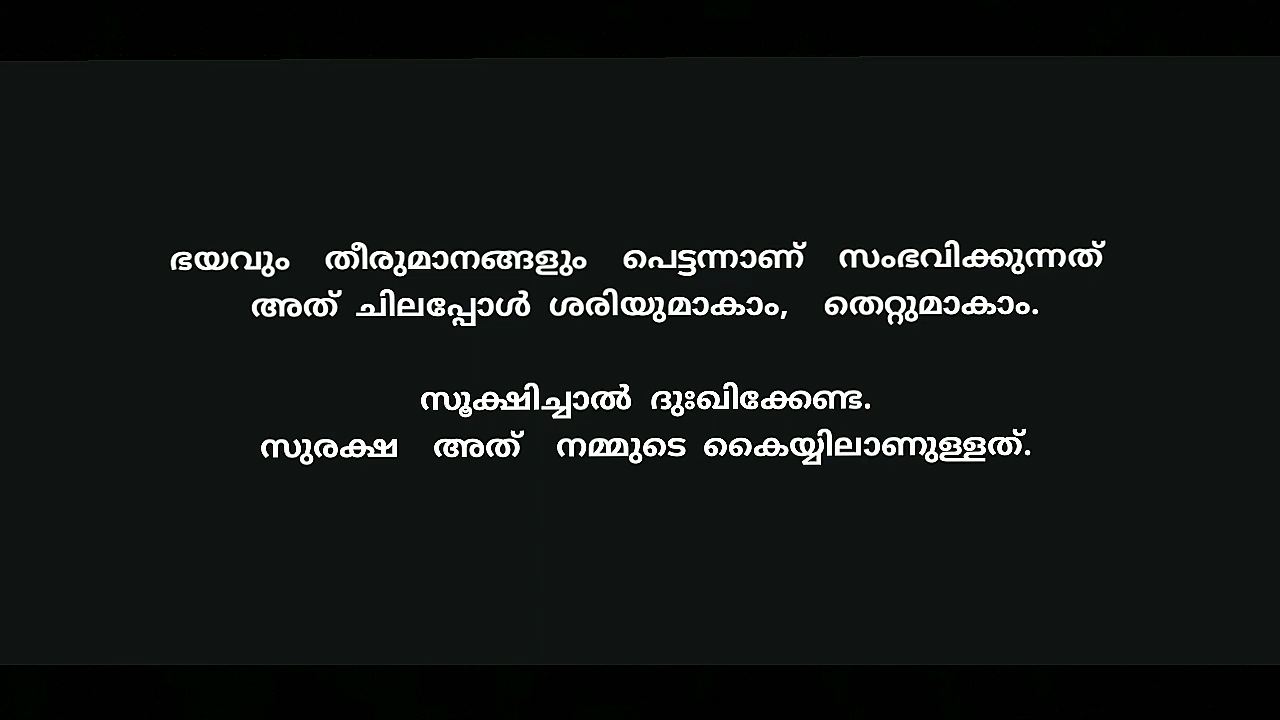 ഭയവും തീരുമാനങ്ങളും പെട്ടന്നാണ് സംഭവിക്കുന്നത്
അത് ചിലപ്പോൾ ശരിയുമാകാം, തെറ്റുമാകാം.
സൂക്ഷിച്ചാൽ ദുഃഖിക്കേണ്ട.
സുരക്ഷ അത് നമ്മുടെ കൈയ്യിലാണുള്ളത്.